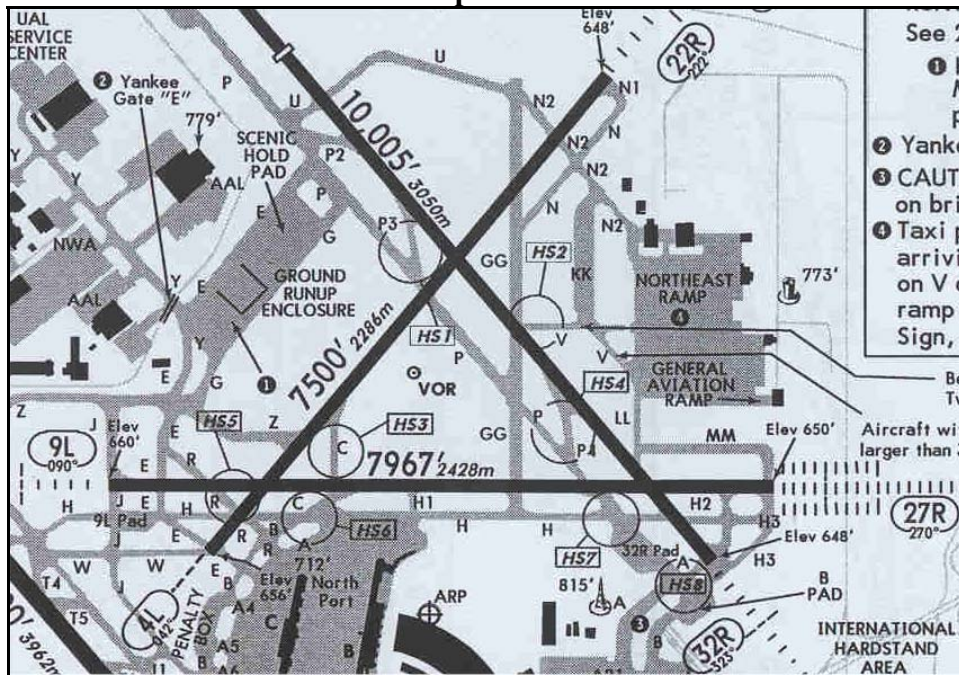 UAL
SERVICE
CENTER
❷ Yankee
Gate "E"
779'
SCENIC
HOLD
PAD
AAL
NWA
AAL
GROUND
RUNUP
ENCLOSURE
❶
P
U
U
P2
P
P3
10,005' 3050m
Elev
648'
22R
222°
N1
N2
N
N2
N2
N2
N
GG
KK
HS2
HS1
V
V
HS4
NORTHEAST
RAMP
❹
773'
GENERAL
AVIATION
RAMP
LL
MM
See 2
❶
❷ Yanke
❸ CAUT
on bri
❹ Taxi p
arrivi
on V o
ramp
Sign,
Aircraft wi
larger than 3
Y
Y
Y
Y
E
E
E
G
G
7500' 2286m
VOR
P
P
P4
GG
Z
Z
J
Elev
660'
9L
090°
HS5
HS3
C
7967' 2428m
Elev 650'
27R
270°
E
E
R
J
E
H
H
9L Pad
E
R
R
R
B
C
HS6
H1
H
H
H2
H3
H3
W
W
J
J
T4
T5
4L
042°
PENALTY
BOX
Elev
656'
E
B
A4
A5
A6
B
A
712'
North
Port
C
B
ARP
HS7
32R Pad
815'
A
A
HS8
Elev 648'
B
PAD
❸
B
32R
323°
INTERNATIONAL
HARDSTAND
AREA
0' 3962m